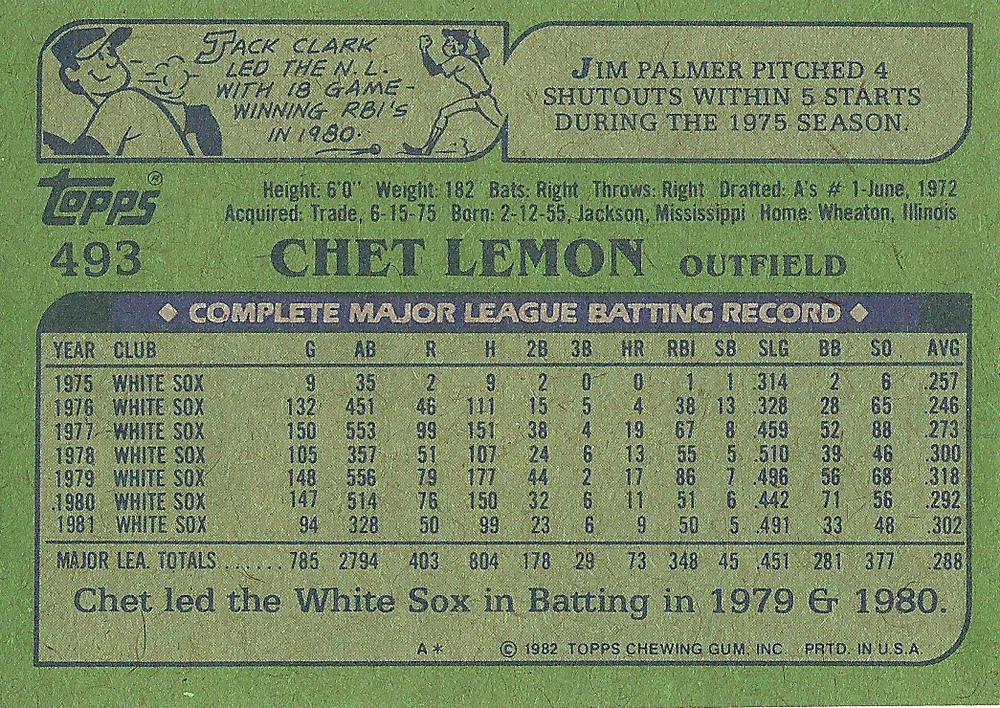 JACK CLARK
LED THE N.L.
WITH 18 GAME-
WINNING RBI'S
IN 1980.
JIM PALMER PITCHED 4
SHUTOUTS WITHIN 5 STARTS
DURING THE 1975 SEASON.
TOPPS®
Height: 6'0" Weight: 182 Bats: Right Throws: Right Drafted: A's # 1-June, 1972
Acquired: Trade, 6-15-75 Born: 2-12-55, Jackson, Mississippi Home: Wheaton, Illinois
493 CHET LEMON OUTFIELD
◆ COMPLETE MAJOR LEAGUE BATTING RECORD ◆
YEAR CLUB G AB R H 2B 3B HR RBI SB SLG BB SO AVG
1975 WHITE SOX 9 35 2 9 2 0 0 1 1 .314 2 6 .257
1976 WHITE SOX 132 451 46 111 15 5 4 38 13 .328 28 65 .246
1977 WHITE SOX 150 553 99 151 38 4 19 67 8 .459 52 88 .273
1978 WHITE SOX 105 357 51 107 24 6 13 55 5 .510 39 46 .300
1979 WHITE SOX 148 556 79 177 44 2 17 86 7 .496 56 68 .318
1980 WHITE SOX 147 514 76 150 32 6 11 51 6 .442 71 56 .292
1981 WHITE SOX 94 328 50 99 23 6 9 50 5 .491 33 48 .302
MAJOR LEA. TOTALS ...... 785 2794 403 804 178 29 73 348 45 .451 281 377 .288
Chet led the White Sox in Batting in 1979 & 1980.
A* © 1982 TOPPS CHEWING GUM, INC. PRTD. IN U.S.A.